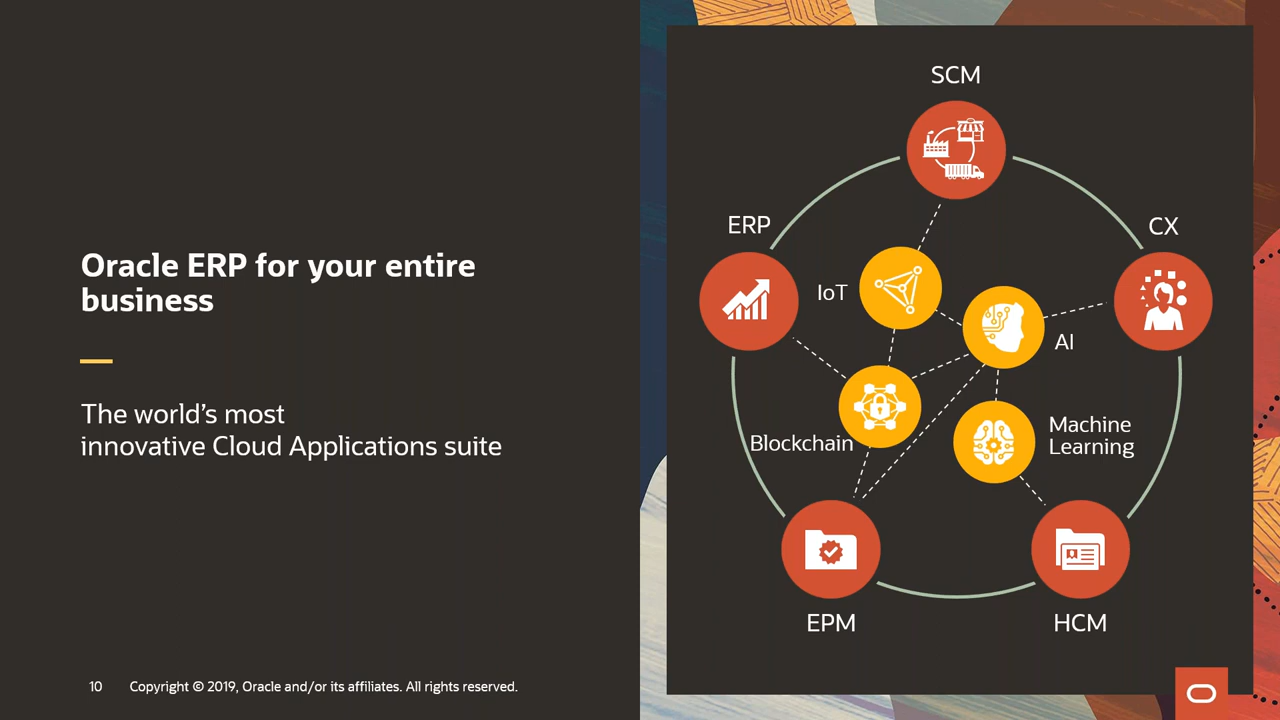 Oracle ERP for your entire
business
The world’s most
innovative Cloud Applications suite
10 Copyright © 2019, Oracle and/or its affiliates. All rights reserved.
SCM
ERP
CX
IoT
AI
Blockchain
Machine
Learning
EPM
HCM